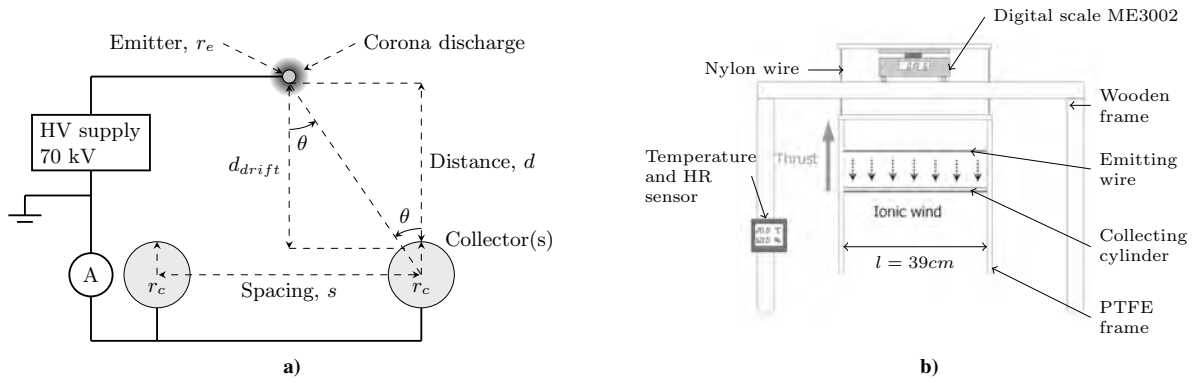 Emitter, r_e
Corona discharge
HV supply
70 kV
θ
d_drift
Distance, d
θ
Collector(s)
A
r_c
Spacing, s
r_c
a)
Digital scale ME3002
Nylon wire
Wooden
frame
Temperature
and HR
sensor
Thrust
Emitting
wire
Ionic wind
Collecting
cylinder
l = 39cm
PTFE
frame
b)